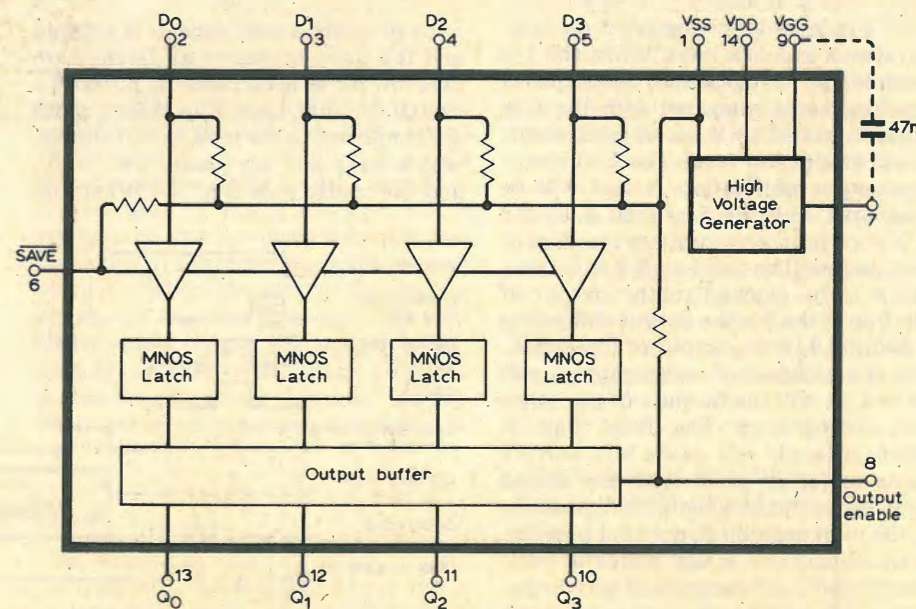 D0 D1 D2 D3 VSS VDD VGG
2 3 4 5 1 14 9
47n
High
Voltage
Generator
7
SAVE
6
MNOS
Latch
MNOS
Latch
MNOS
Latch
MNOS
Latch
Output buffer
8
Output
enable
13 12 11 10
Q0 Q1 Q2 Q3